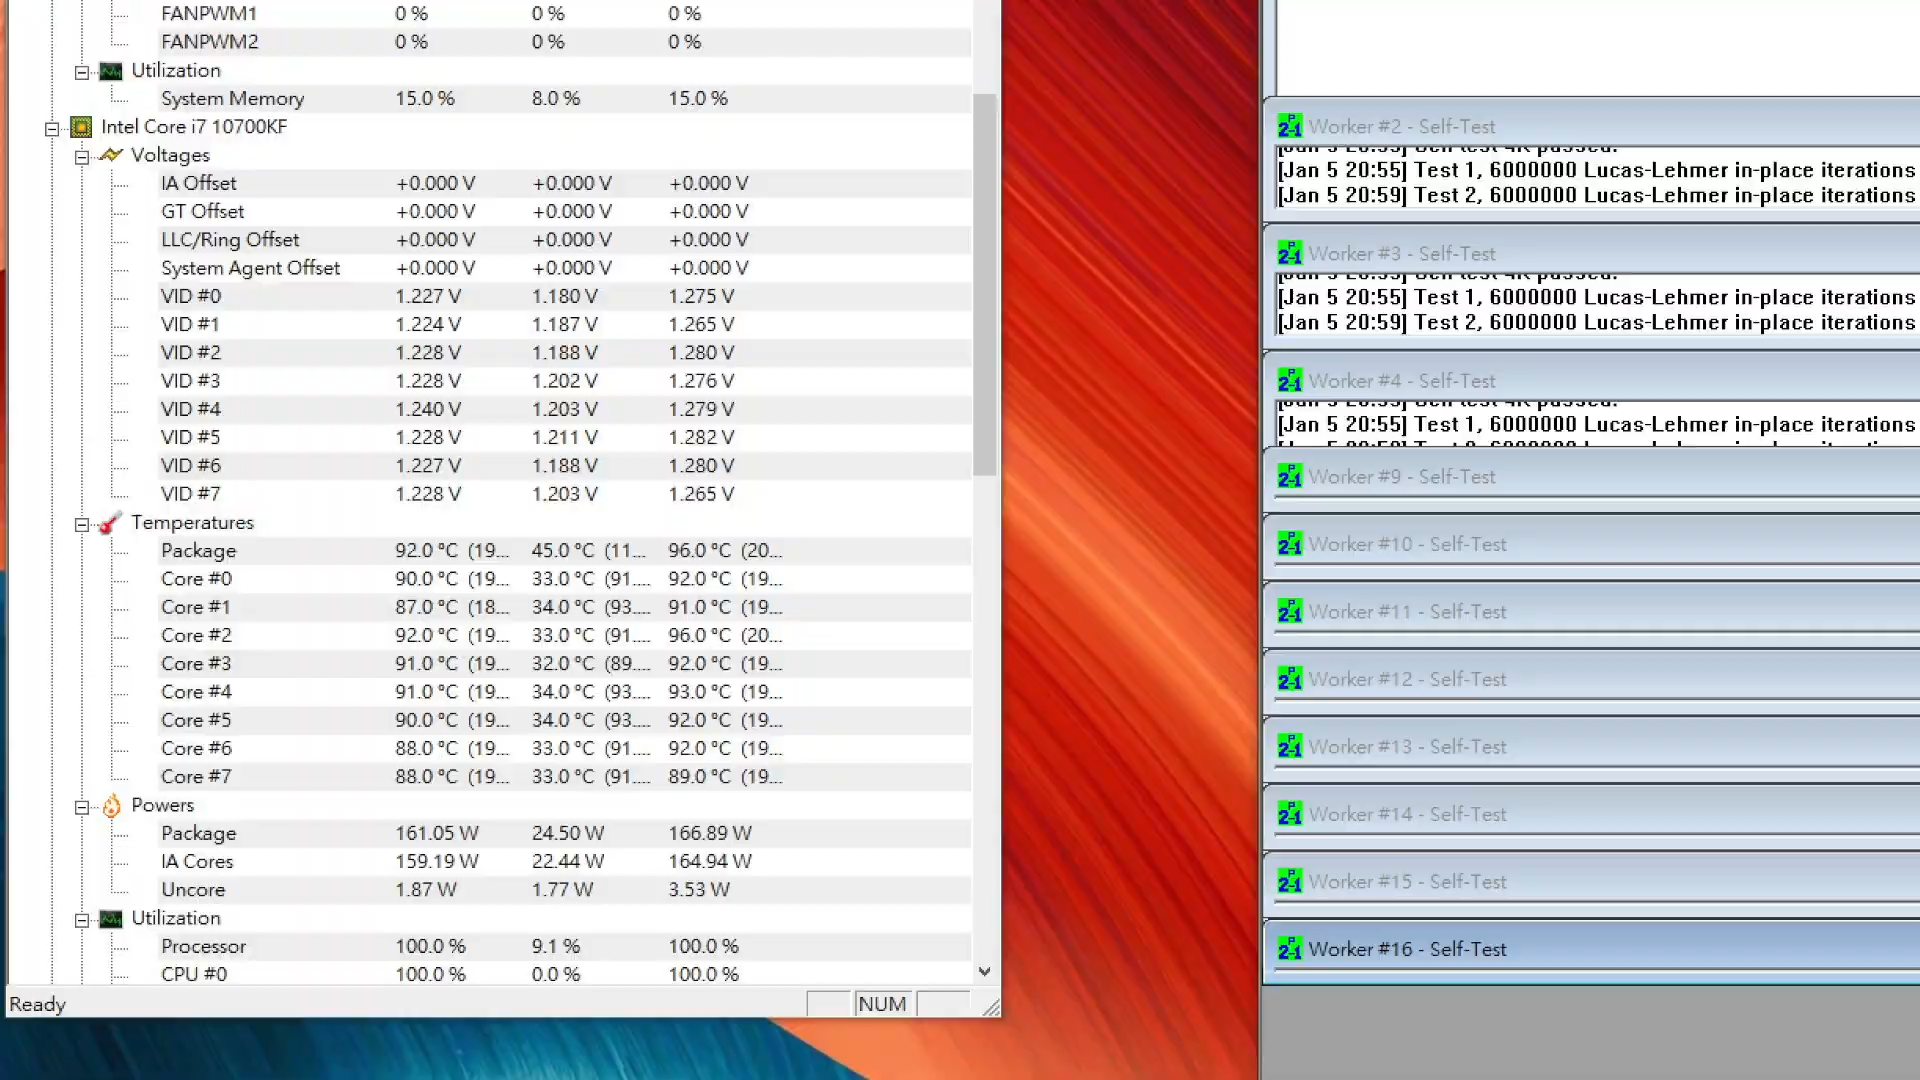 FANPWM1 0 % 0 % 0 %
FANPWM2 0 % 0 % 0 %
Utilization
System Memory 15.0 % 8.0 % 15.0 %
Intel Core i7 10700KF
Voltages
IA Offset +0.000 V +0.000 V +0.000 V
GT Offset +0.000 V +0.000 V +0.000 V
LLC/Ring Offset +0.000 V +0.000 V +0.000 V
System Agent Offset +0.000 V +0.000 V +0.000 V
VID #0 1.227 V 1.180 V 1.275 V
VID #1 1.224 V 1.187 V 1.265 V
VID #2 1.228 V 1.188 V 1.280 V
VID #3 1.228 V 1.202 V 1.276 V
VID #4 1.240 V 1.203 V 1.279 V
VID #5 1.228 V 1.211 V 1.282 V
VID #6 1.227 V 1.188 V 1.280 V
VID #7 1.228 V 1.203 V 1.265 V
Temperatures
Package 92.0 °C (19... 45.0 °C (11... 96.0 °C (20...
Core #0 90.0 °C (19... 33.0 °C (91.... 92.0 °C (19...
Core #1 87.0 °C (18... 34.0 °C (93.... 91.0 °C (19...
Core #2 92.0 °C (19... 33.0 °C (91.... 96.0 °C (20...
Core #3 91.0 °C (19... 32.0 °C (89.... 92.0 °C (19...
Core #4 91.0 °C (19... 34.0 °C (93.... 93.0 °C (19...
Core #5 90.0 °C (19... 34.0 °C (93.... 92.0 °C (19...
Core #6 88.0 °C (19... 33.0 °C (91.... 92.0 °C (19...
Core #7 88.0 °C (19... 33.0 °C (91.... 89.0 °C (19...
Powers
Package 161.05 W 24.50 W 166.89 W
IA Cores 159.19 W 22.44 W 164.94 W
Uncore 1.87 W 1.77 W 3.53 W
Utilization
Processor 100.0 % 9.1 % 100.0 %
CPU #0 100.0 % 0.0 % 100.0 %
Ready NUM
Worker #2 - Self-Test
[Jan 5 20:55] Test 1, 6000000 Lucas-Lehmer in-place iterations
[Jan 5 20:59] Test 2, 6000000 Lucas-Lehmer in-place iterations
Worker #3 - Self-Test
[Jan 5 20:55] Test 1, 6000000 Lucas-Lehmer in-place iterations
[Jan 5 20:59] Test 2, 6000000 Lucas-Lehmer in-place iterations
Worker #4 - Self-Test
[Jan 5 20:55] Test 1, 6000000 Lucas-Lehmer in-place iterations
Worker #9 - Self-Test
Worker #10 - Self-Test
Worker #11 - Self-Test
Worker #12 - Self-Test
Worker #13 - Self-Test
Worker #14 - Self-Test
Worker #15 - Self-Test
Worker #16 - Self-Test